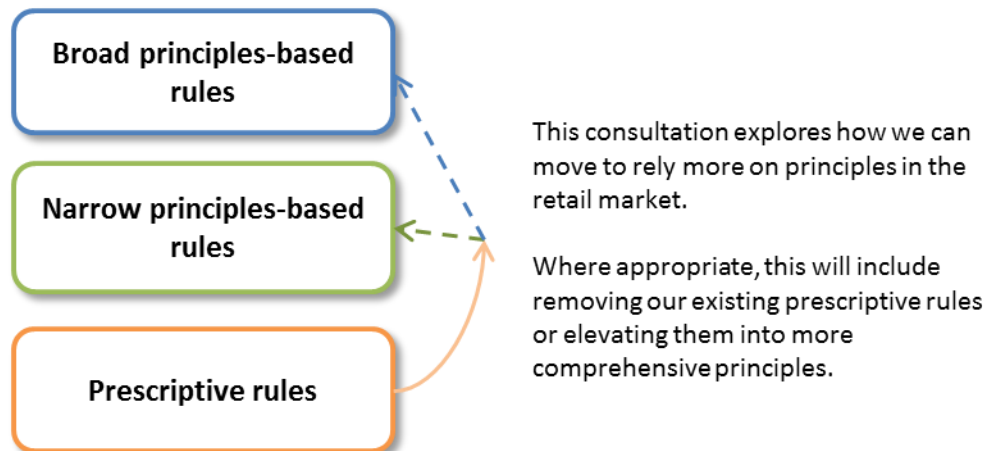 Broad principles-based
rules
Narrow principles-based
rules
Prescriptive rules
This consultation explores how we can
move to rely more on principles in the
retail market.
Where appropriate, this will include
removing our existing prescriptive rules
or elevating them into more
comprehensive principles.